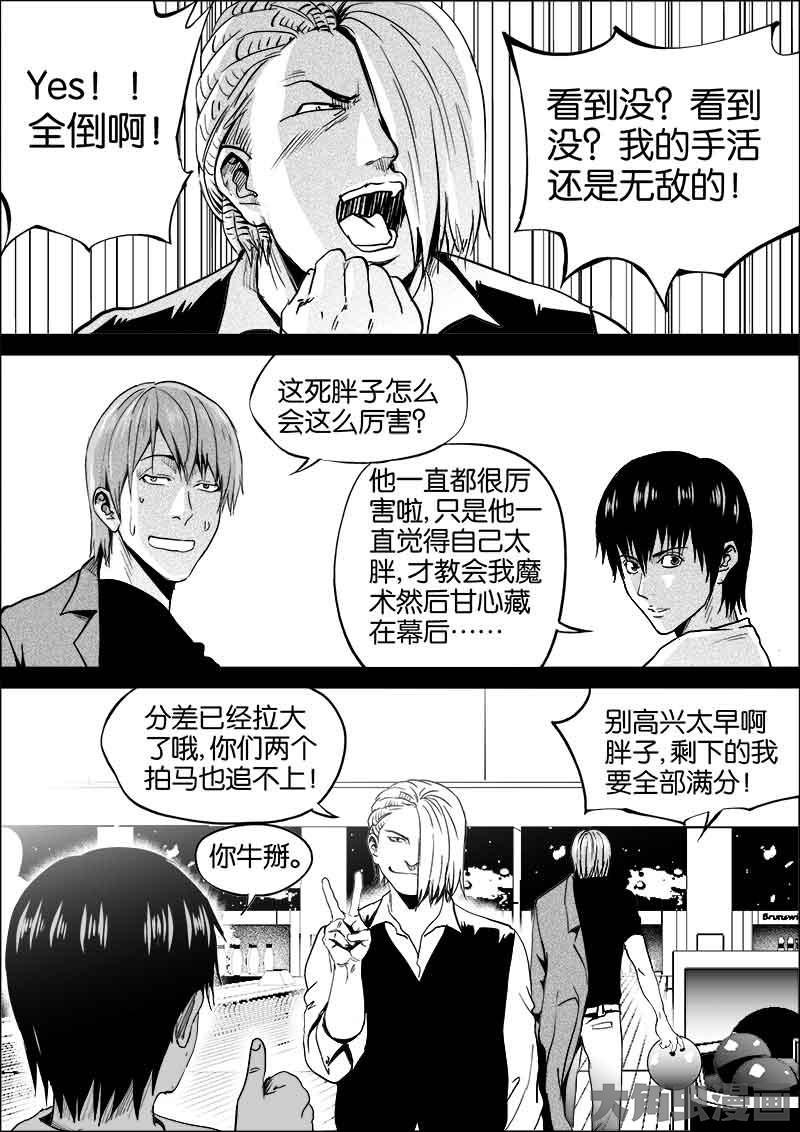 Yes！！
全倒啊！
看到没？看到
没？我的手活
还是无敌的！
这死胖子怎么
会这么厉害？
他一直都很厉
害啦，只是他一
直觉得自己太
胖，才教会我魔
术然后甘心藏
在幕后……
分差已经拉大
了哦，你们两个
拍马也追不上！
别高兴太早啊
胖子，剩下的我
要全部满分！
你牛掰。
Brunsw
大角虫漫画